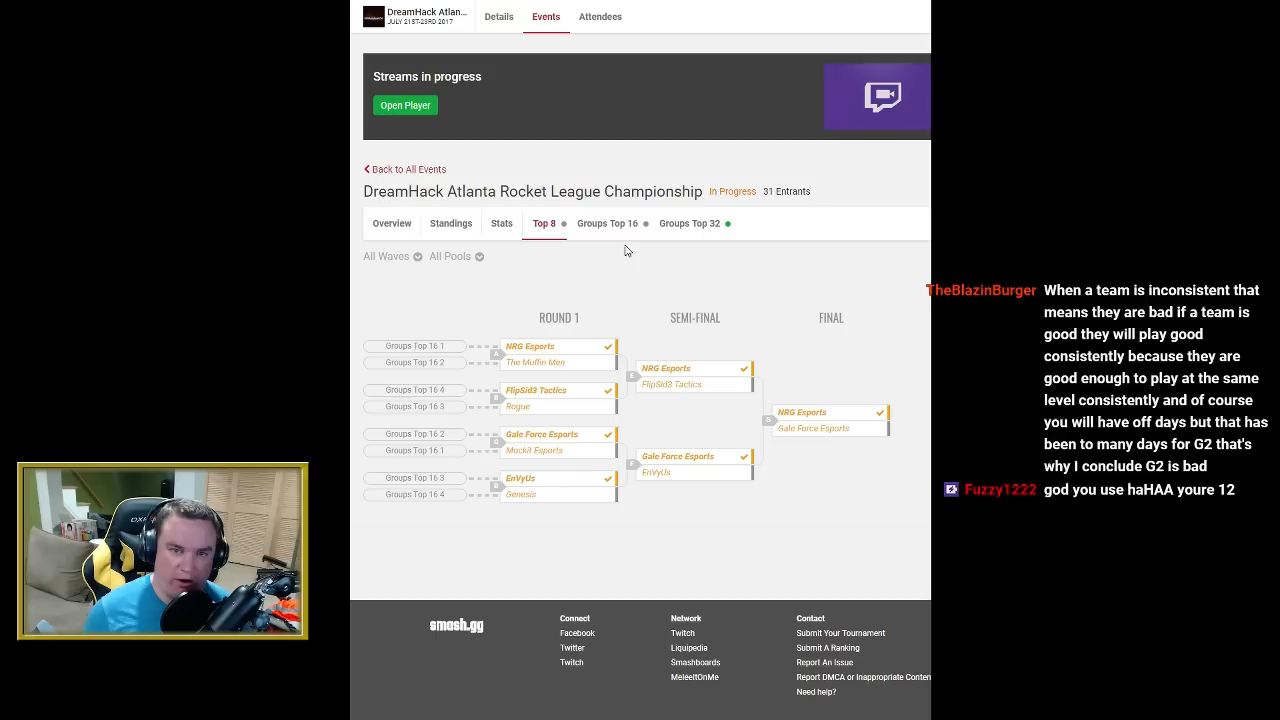 DreamHack Atlan...
JULY 21ST-23RD 2017
Details
Events
Attendees
Streams in progress
Open Player
Back to All Events
DreamHack Atlanta Rocket League Championship In Progress 31 Entrants
Overview
Standings
Stats
Top 8
Groups Top 16
Groups Top 32
All Waves
All Pools
ROUND 1
SEMI-FINAL
FINAL
Groups Top 16 1
Groups Top 16 2
A
NRG Esports
The Muffin Men
Groups Top 16 4
Groups Top 16 3
B
FlipSid3 Tactics
Rogue
Groups Top 16 2
Groups Top 16 1
C
Gale Force Esports
Mockit Esports
Groups Top 16 3
Groups Top 16 4
D
EnVyUs
Genesis
E
NRG Esports
FlipSid3 Tactics
F
Gale Force Esports
EnVyUs
G
NRG Esports
Gale Force Esports
smash.gg
Connect
Facebook
Twitter
Twitch
Network
Twitch
Liquipedia
Smashboards
MeleeItOnMe
Contact
Submit Your Tournament
Submit A Ranking
Report An Issue
Report DMCA or Inappropriate Conten
Need help?
TheBlazinBurger When a team is inconsistent that
means they are bad if a team is
good they will play good
consistently because they are
good enough to play at the same
level consistently and of course
you will have off days but that has
been to many days for G2 that's
why I conclude G2 is bad
Fuzzy1222 god you use haHAA youre 12